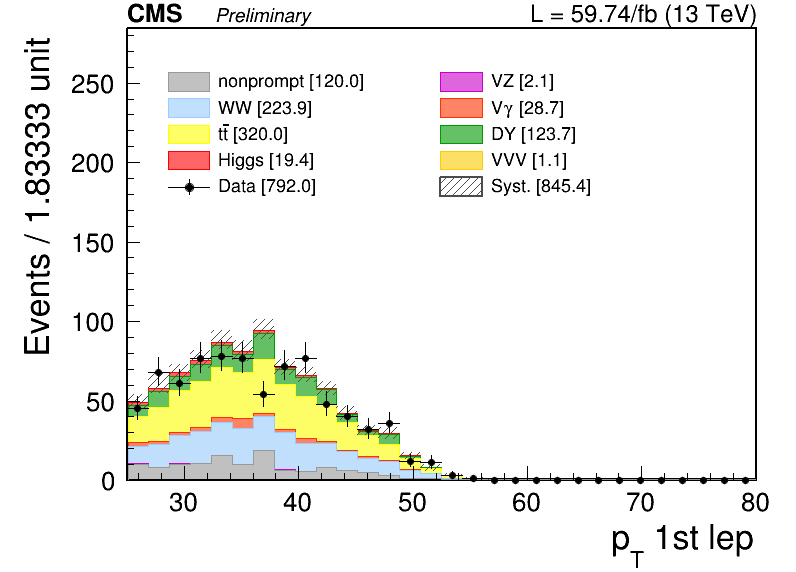 CMS Preliminary L = 59.74/fb (13 TeV)
Events / 1.83333 unit
250
200
150
100
50
0
nonprompt [120.0]
WW [223.9]
tt̄ [320.0]
Higgs [19.4]
Data [792.0]
VZ [2.1]
Vγ [28.7]
DY [123.7]
VVV [1.1]
Syst. [845.4]
30 40 50 60 70 80
p_T 1st lep